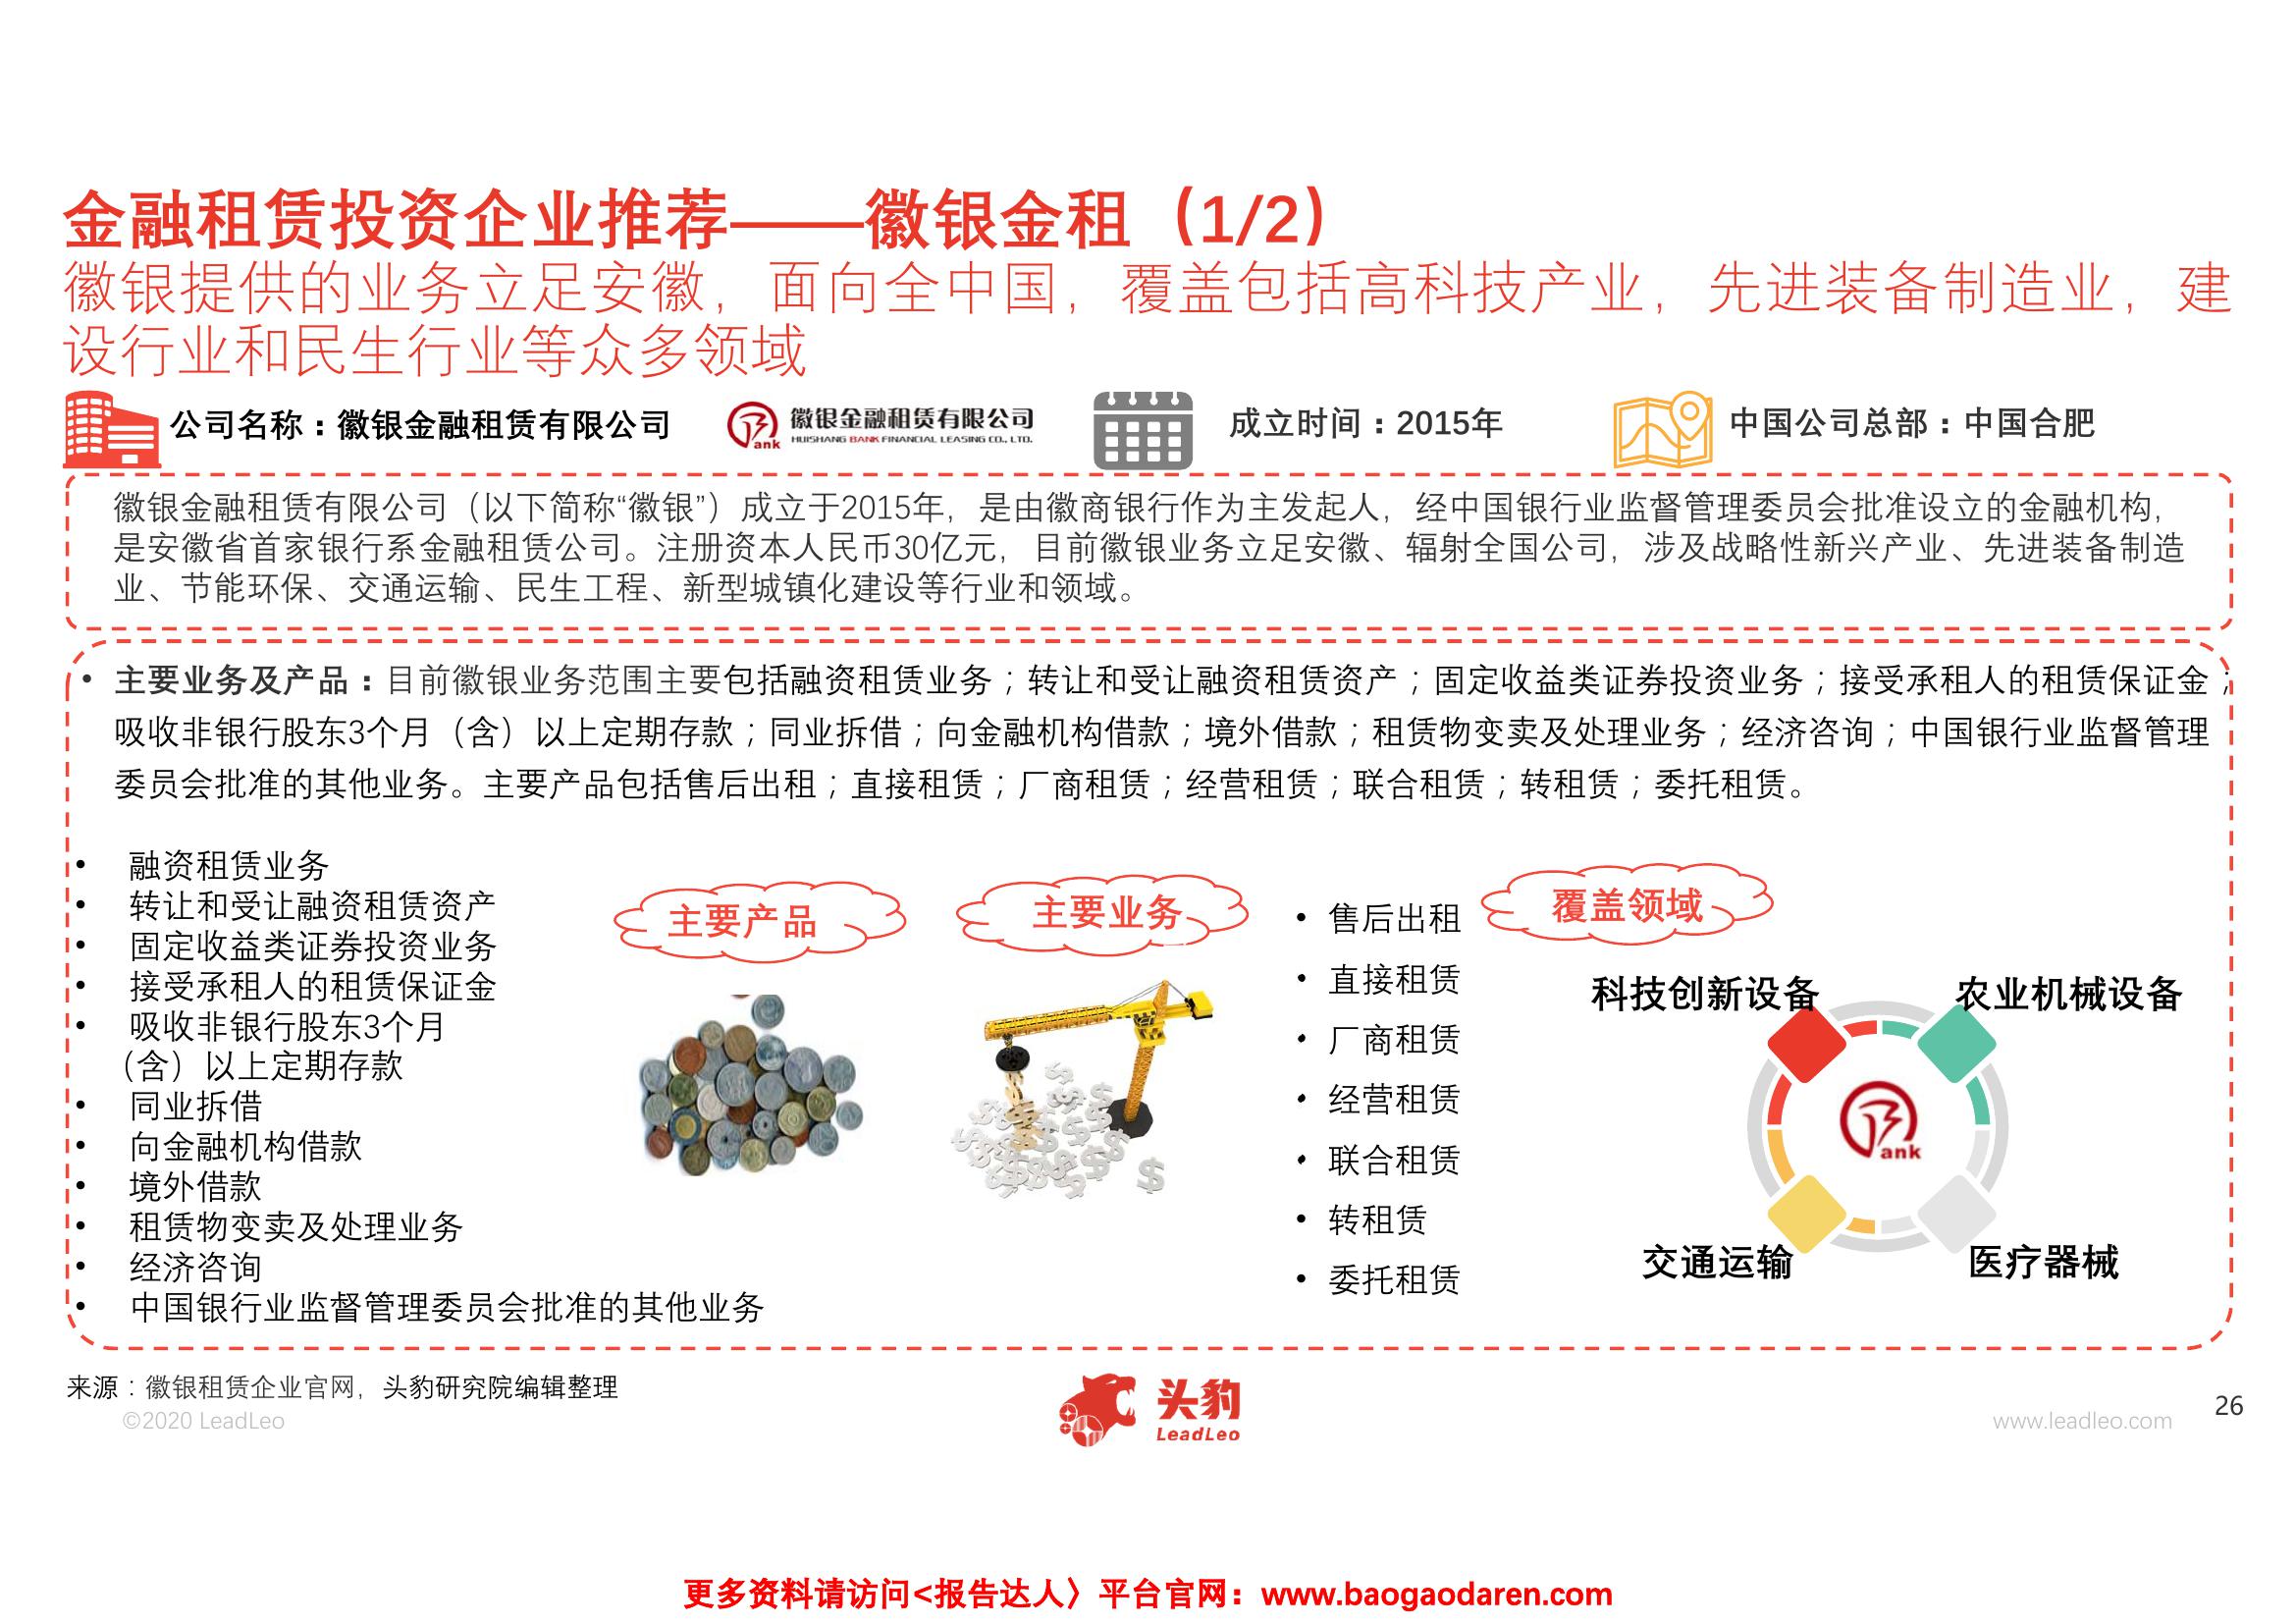 金融租赁投资企业推荐——徽银金租（1/2）
徽银提供的业务立足安徽，面向全中国，覆盖包括高科技产业，先进装备制造业，建
设行业和民生行业等众多领域
公司名称：徽银金融租赁有限公司
Bank
徽银金融租赁有限公司
HUISHANG BANK FINANCIAL LEASING CO., LTD.
成立时间：2015年
中国公司总部：中国合肥
徽银金融租赁有限公司（以下简称“徽银”）成立于2015年，是由徽商银行作为主发起人，经中国银行业监督管理委员会批准设立的金融机构，
是安徽省首家银行系金融租赁公司。注册资本人民币30亿元，目前徽银业务立足安徽、辐射全国公司，涉及战略性新兴产业、先进装备制造
业、节能环保、交通运输、民生工程、新型城镇化建设等行业和领域。
• 主要业务及产品：目前徽银业务范围主要包括融资租赁业务；转让和受让融资租赁资产；固定收益类证券投资业务；接受承租人的租赁保证金；
吸收非银行股东3个月（含）以上定期存款；同业拆借；向金融机构借款；境外借款；租赁物变卖及处理业务；经济咨询；中国银行业监督管理
委员会批准的其他业务。主要产品包括售后出租；直接租赁；厂商租赁；经营租赁；联合租赁；转租赁；委托租赁。
• 融资租赁业务
• 转让和受让融资租赁资产
• 固定收益类证券投资业务
• 接受承租人的租赁保证金
• 吸收非银行股东3个月
（含）以上定期存款
• 同业拆借
• 向金融机构借款
• 境外借款
• 租赁物变卖及处理业务
• 经济咨询
• 中国银行业监督管理委员会批准的其他业务
主要产品
主要业务
• 售后出租
• 直接租赁
• 厂商租赁
• 经营租赁
• 联合租赁
• 转租赁
• 委托租赁
覆盖领域
科技创新设备
农业机械设备
Bank
交通运输
医疗器械
来源：徽银租赁企业官网，头豹研究院编辑整理
©2020 LeadLeo
头豹
LeadLeo
www.leadleo.com
26
更多资料请访问<报告达人〉平台官网：www.baogaodaren.com